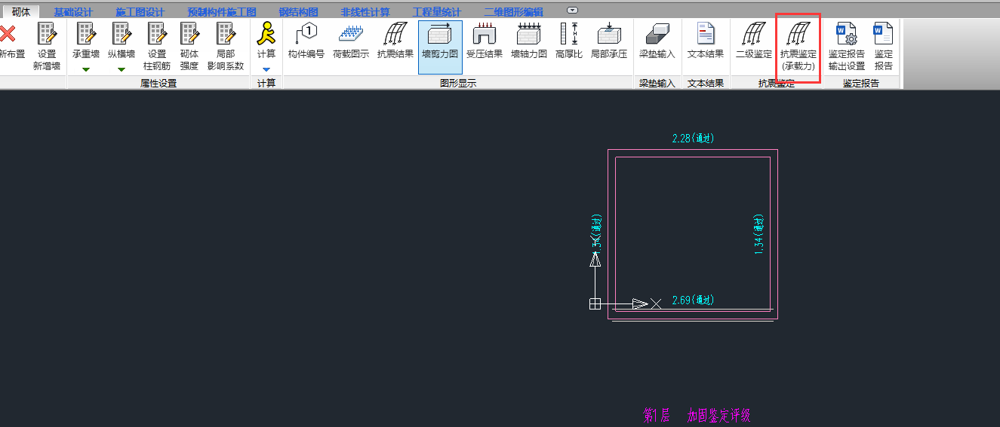 砌体 基础设计 施工图设计 预制构件施工图 钢结构图 非线性计算 工程量统计 二维图形编辑
新布置 设置 承重墙 纵横墙 设置 砌体 局部 计算 构件编号 荷载图示 抗震结果 墙剪力图 受压结果 墙轴力图 高厚比 局部承压 梁垫输入 文本结果 二级鉴定 抗震鉴定 鉴定报告 鉴定
新增墙 柱钢筋 强度 影响系数 (承载力) 输出设置 报告
属性设置 计算 图形显示 梁垫输入 文本结果 抗震鉴定 鉴定报告
2.28(通过)
1.34(通过)
1.34(通过)
2.69(通过)
第1层 加固鉴定评级